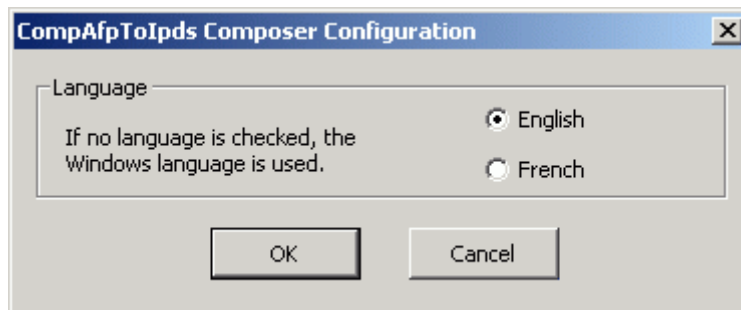 CompAfpToIpds Composer Configuration
Language
If no language is checked, the
Windows language is used.
English
French
OK
Cancel